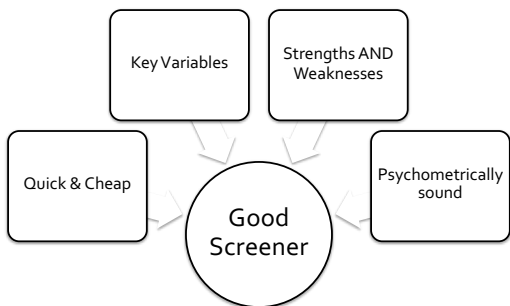 Key Variables
Strengths AND
Weaknesses
Quick & Cheap
Psychometrically
sound
Good
Screener